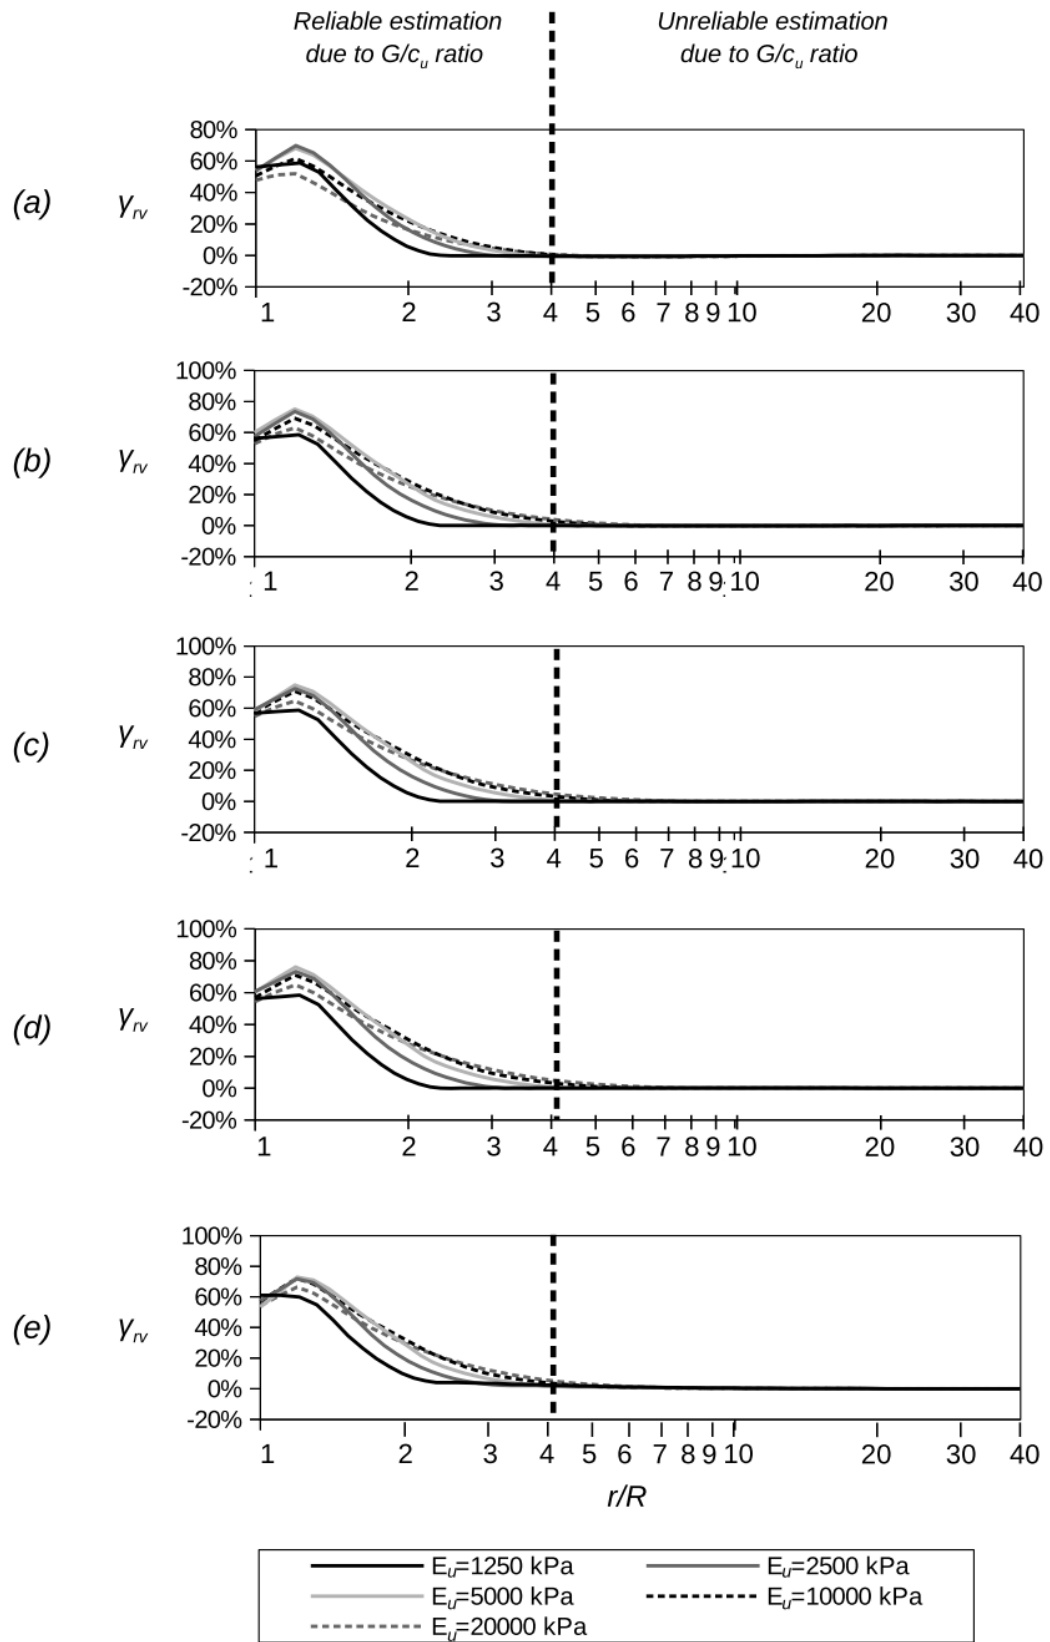 Reliable estimation
due to G/cu ratio
Unreliable estimation
due to G/cu ratio
(a)
γrv
80%
60%
40%
20%
0%
-20%
1 2 3 4 5 6 7 8 9 10 20 30 40
(b)
γrv
100%
80%
60%
40%
20%
0%
-20%
1 2 3 4 5 6 7 8 9 10 20 30 40
(c)
γrv
100%
80%
60%
40%
20%
0%
-20%
1 2 3 4 5 6 7 8 9 10 20 30 40
(d)
γrv
100%
80%
60%
40%
20%
0%
-20%
1 2 3 4 5 6 7 8 9 10 20 30 40
(e)
γrv
100%
80%
60%
40%
20%
0%
-20%
1 2 3 4 5 6 7 8 9 10 20 30 40
r/R
Eu=1250 kPa Eu=2500 kPa
Eu=5000 kPa Eu=10000 kPa
Eu=20000 kPa